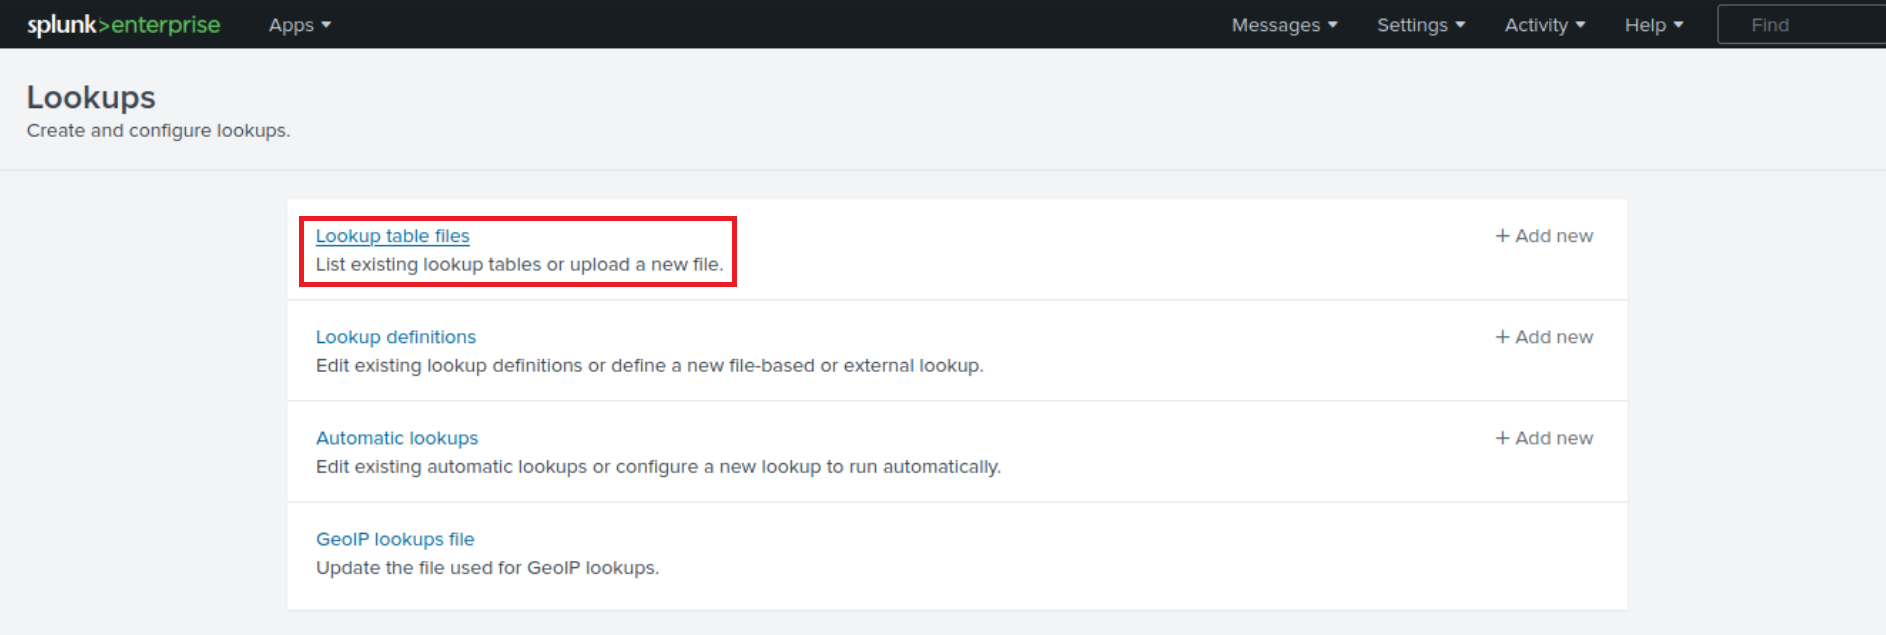 splunk>enterprise Apps Messages Settings Activity Help Find
Lookups
Create and configure lookups.
Lookup table files + Add new
List existing lookup tables or upload a new file.
Lookup definitions + Add new
Edit existing lookup definitions or define a new file-based or external lookup.
Automatic lookups + Add new
Edit existing automatic lookups or configure a new lookup to run automatically.
GeoIP lookups file
Update the file used for GeoIP lookups.